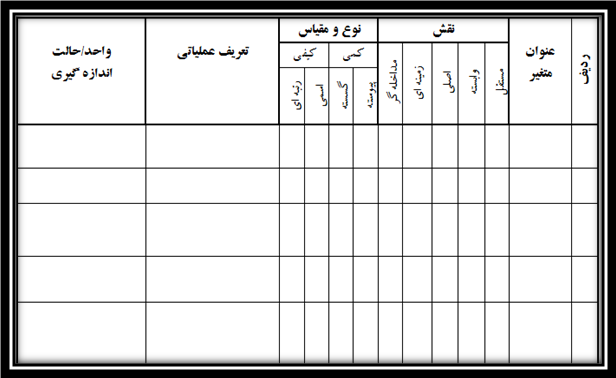 ردیف
عنوان
متغیر
نقش
مستقل
وابسته
اصلی
زمینه ای
مداخله گر
نوع و مقیاس
کمی
پیوسته
گسسته
کیفی
اسمی
رتبه ای
تعریف عملیاتی
واحد/حالت
اندازه گیری